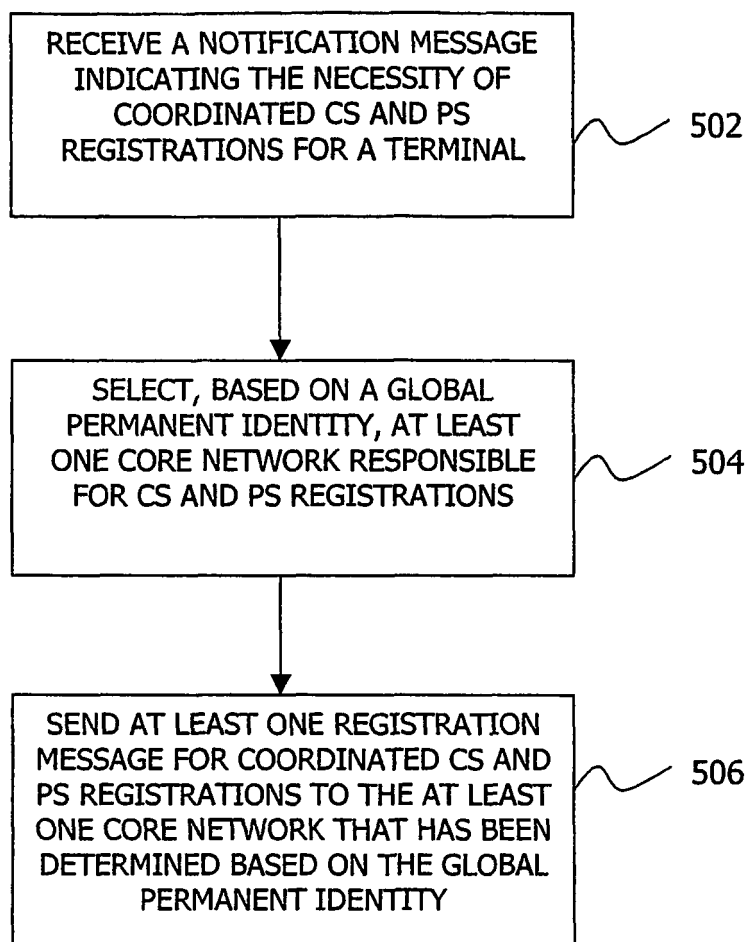 RECEIVE A NOTIFICATION MESSAGE
INDICATING THE NECESSITY OF
COORDINATED CS AND PS
REGISTRATIONS FOR A TERMINAL
502
SELECT, BASED ON A GLOBAL
PERMANENT IDENTITY, AT LEAST
ONE CORE NETWORK RESPONSIBLE
FOR CS AND PS REGISTRATIONS
504
SEND AT LEAST ONE REGISTRATION
MESSAGE FOR COORDINATED CS AND
PS REGISTRATIONS TO THE AT LEAST
ONE CORE NETWORK THAT HAS BEEN
DETERMINED BASED ON THE GLOBAL
PERMANENT IDENTITY
506